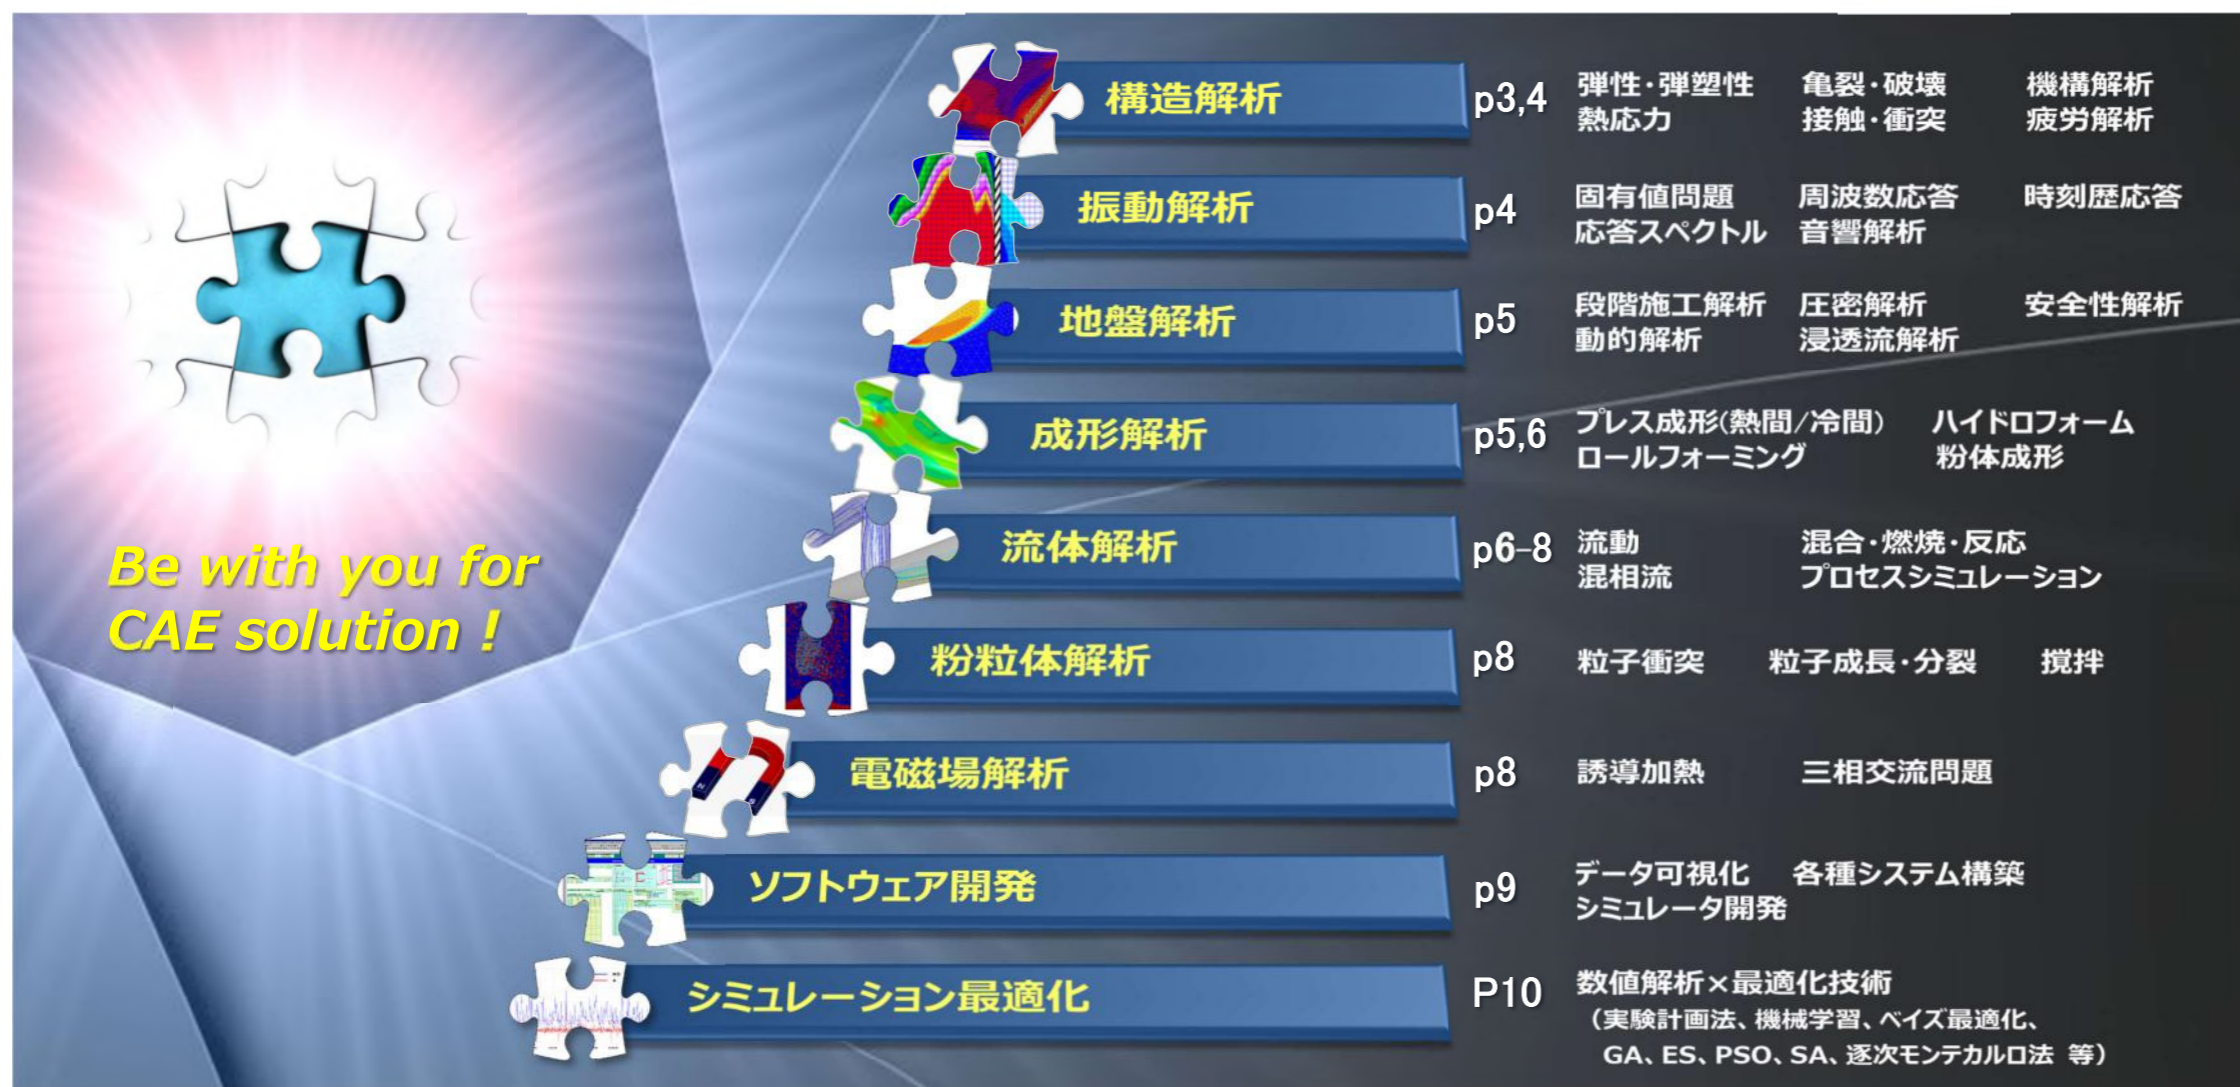 Be with you for
CAE solution !
構造解析 p3,4 弾性・弾塑性 亀裂・破壊 機構解析
熱応力 接触・衝突 疲労解析
振動解析 p4 固有値問題 周波数応答 時刻歴応答
応答スペクトル 音響解析
地盤解析 p5 段階施工解析 圧密解析 安全性解析
動的解析 浸透流解析
成形解析 p5,6 プレス成形(熱間/冷間) ハイドロフォーム
ロールフォーミング 粉体成形
流体解析 p6-8 流動 混合・燃焼・反応
混相流 プロセスシミュレーション
粉粒体解析 p8 粒子衝突 粒子成長・分裂 撹拌
電磁場解析 p8 誘導加熱 三相交流問題
ソフトウェア開発 p9 データ可視化 各種システム構築
シミュレータ開発
シミュレーション最適化 P10 数値解析×最適化技術
（実験計画法、機械学習、ベイズ最適化、
GA、ES、PSO、SA、逐次モンテカルロ法 等）